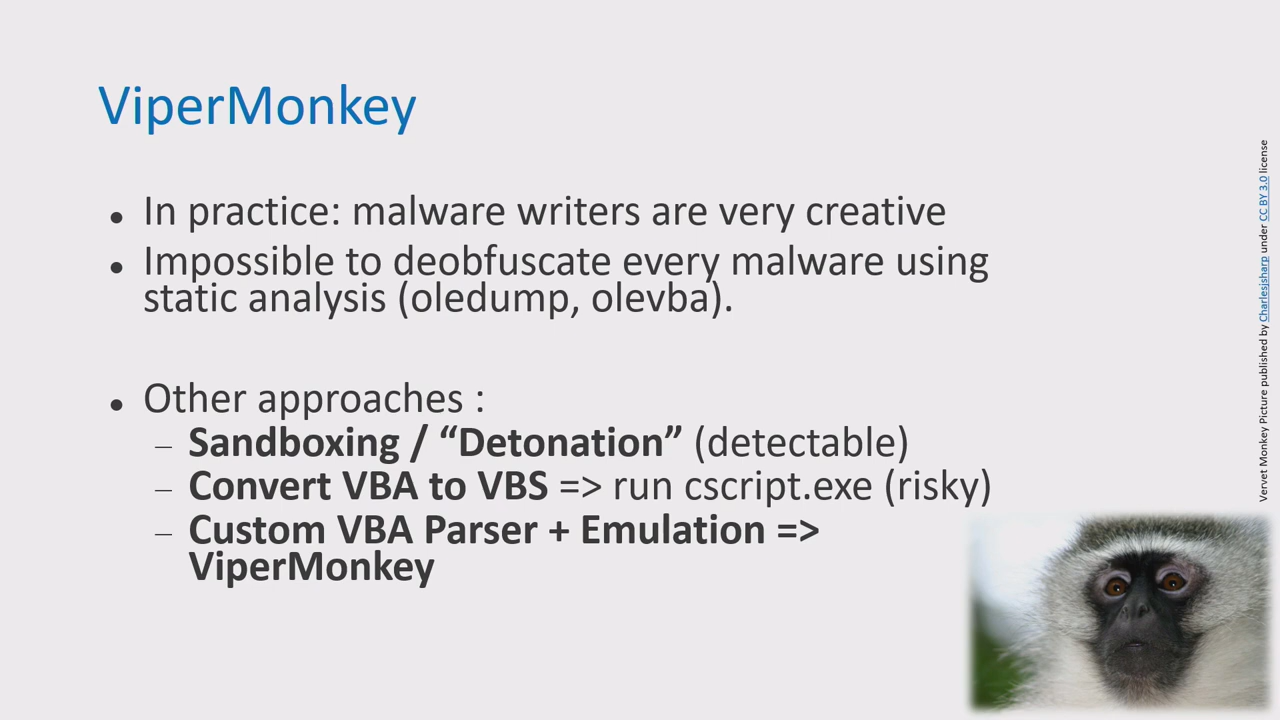 ViperMonkey
● In practice: malware writers are very creative
● Impossible to deobfuscate every malware using
static analysis (oledump, olevba).
● Other approaches :
– Sandboxing / “Detonation” (detectable)
– Convert VBA to VBS => run cscript.exe (risky)
– Custom VBA Parser + Emulation =>
ViperMonkey
Vervet Monkey Picture published by Charlesjsharp under CC BY 3.0 license